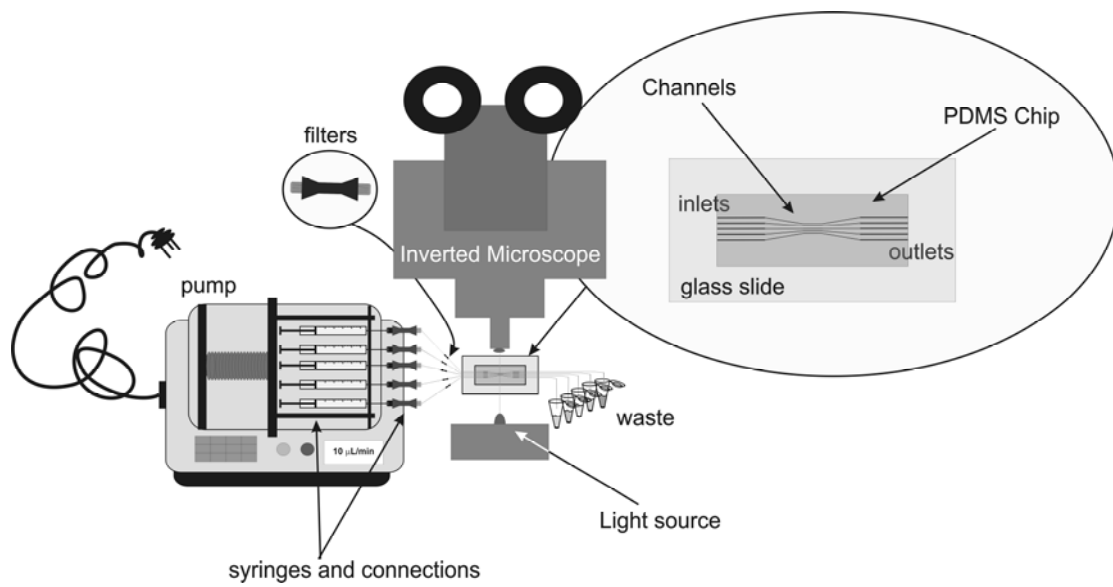 Channels
PDMS Chip
filters
inlets
Inverted Microscope
outlets
pump
glass slide
waste
10 µL/min
Light source
syringes and connections